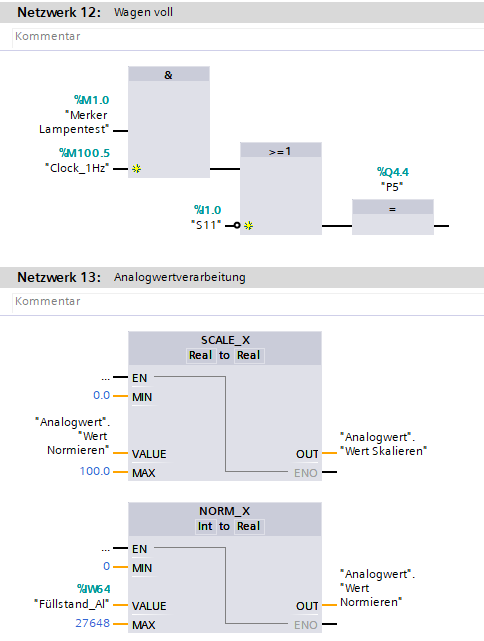 Netzwerk 12: Wagen voll
Kommentar
&
%M1.0
"Merker
Lampentest"
%M100.5
"Clock_1Hz"
>=1
%I1.0
"S11"
%Q4.4
"P5"
=
Netzwerk 13: Analogwertverarbeitung
Kommentar
SCALE_X
Real to Real
... EN
0.0 MIN
"Analogwert".
"Wert
Normieren" VALUE
100.0 MAX
OUT
ENO
"Analogwert".
"Wert Skalieren"
NORM_X
Int to Real
... EN
0 MIN
%IW64
"Füllstand_AI" VALUE
27648 MAX
OUT
ENO
"Analogwert".
"Wert
Normieren"